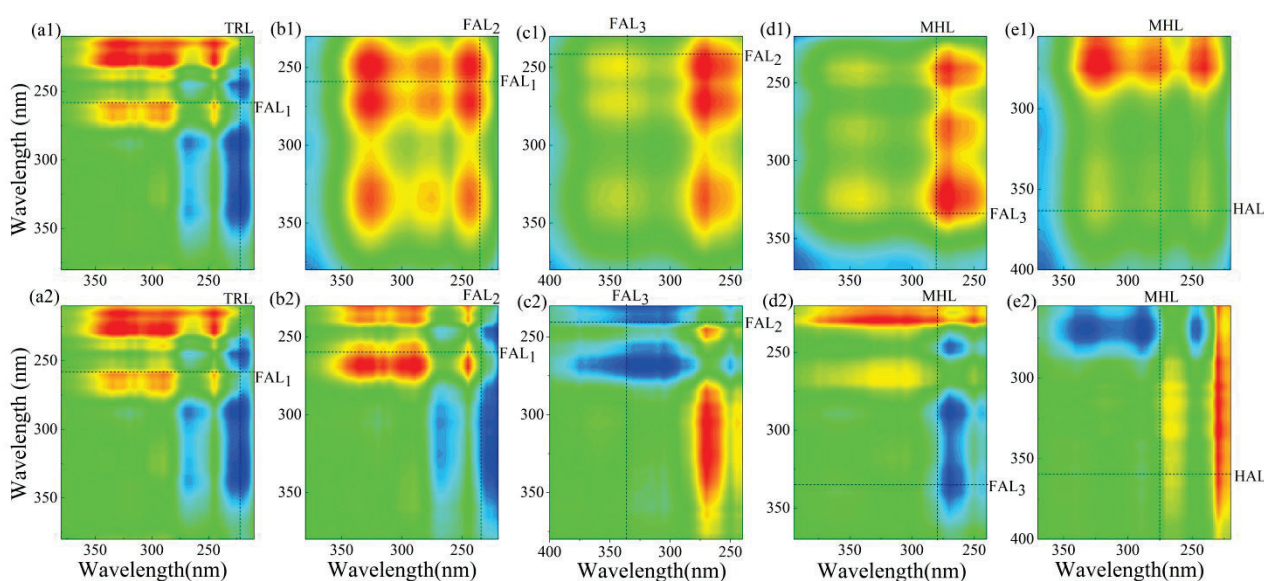 (a1) TRL
FAL1
(b1) FAL2
FAL1
(c1) FAL3
FAL2
(d1) MHL
FAL3
(e1) MHL
HAL
Wavelength (nm)
250
300
350
350 300 250
250
300
350
350 300 250
250
300
350
400 350 300 250
250
300
350
350 300 250
300
350
400
350 300 250
(a2) TRL
FAL1
(b2) FAL2
FAL1
(c2) FAL3
FAL2
(d2) MHL
FAL3
(e2) MHL
HAL
Wavelength (nm)
250
300
350
350 300 250
Wavelength(nm)
250
300
350
350 300 250
Wavelength(nm)
250
300
350
400 350 300 250
Wavelength(nm)
250
300
350
350 300 250
Wavelength(nm)
300
350
400
350 300 250
Wavelength(nm)